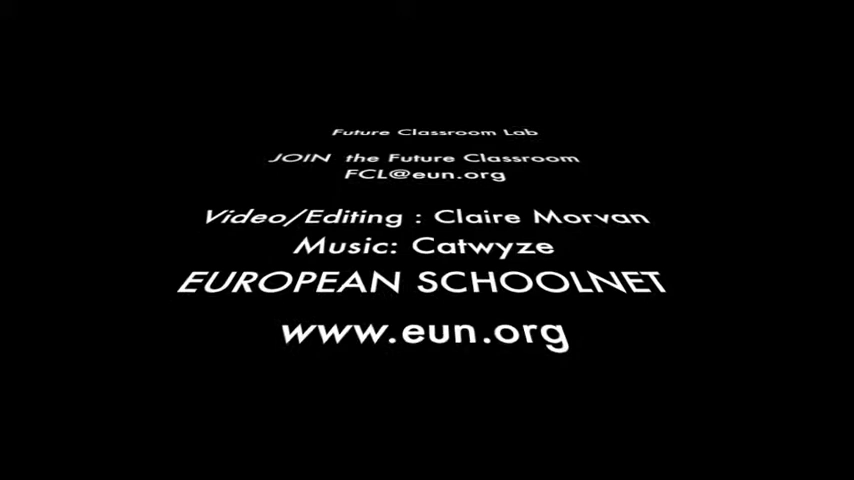 Future Classroom Lab
JOIN the Future Classroom
FCL@eun.org
Video/Editing : Claire Morvan
Music: Catwyze
EUROPEAN SCHOOLNET
www.eun.org